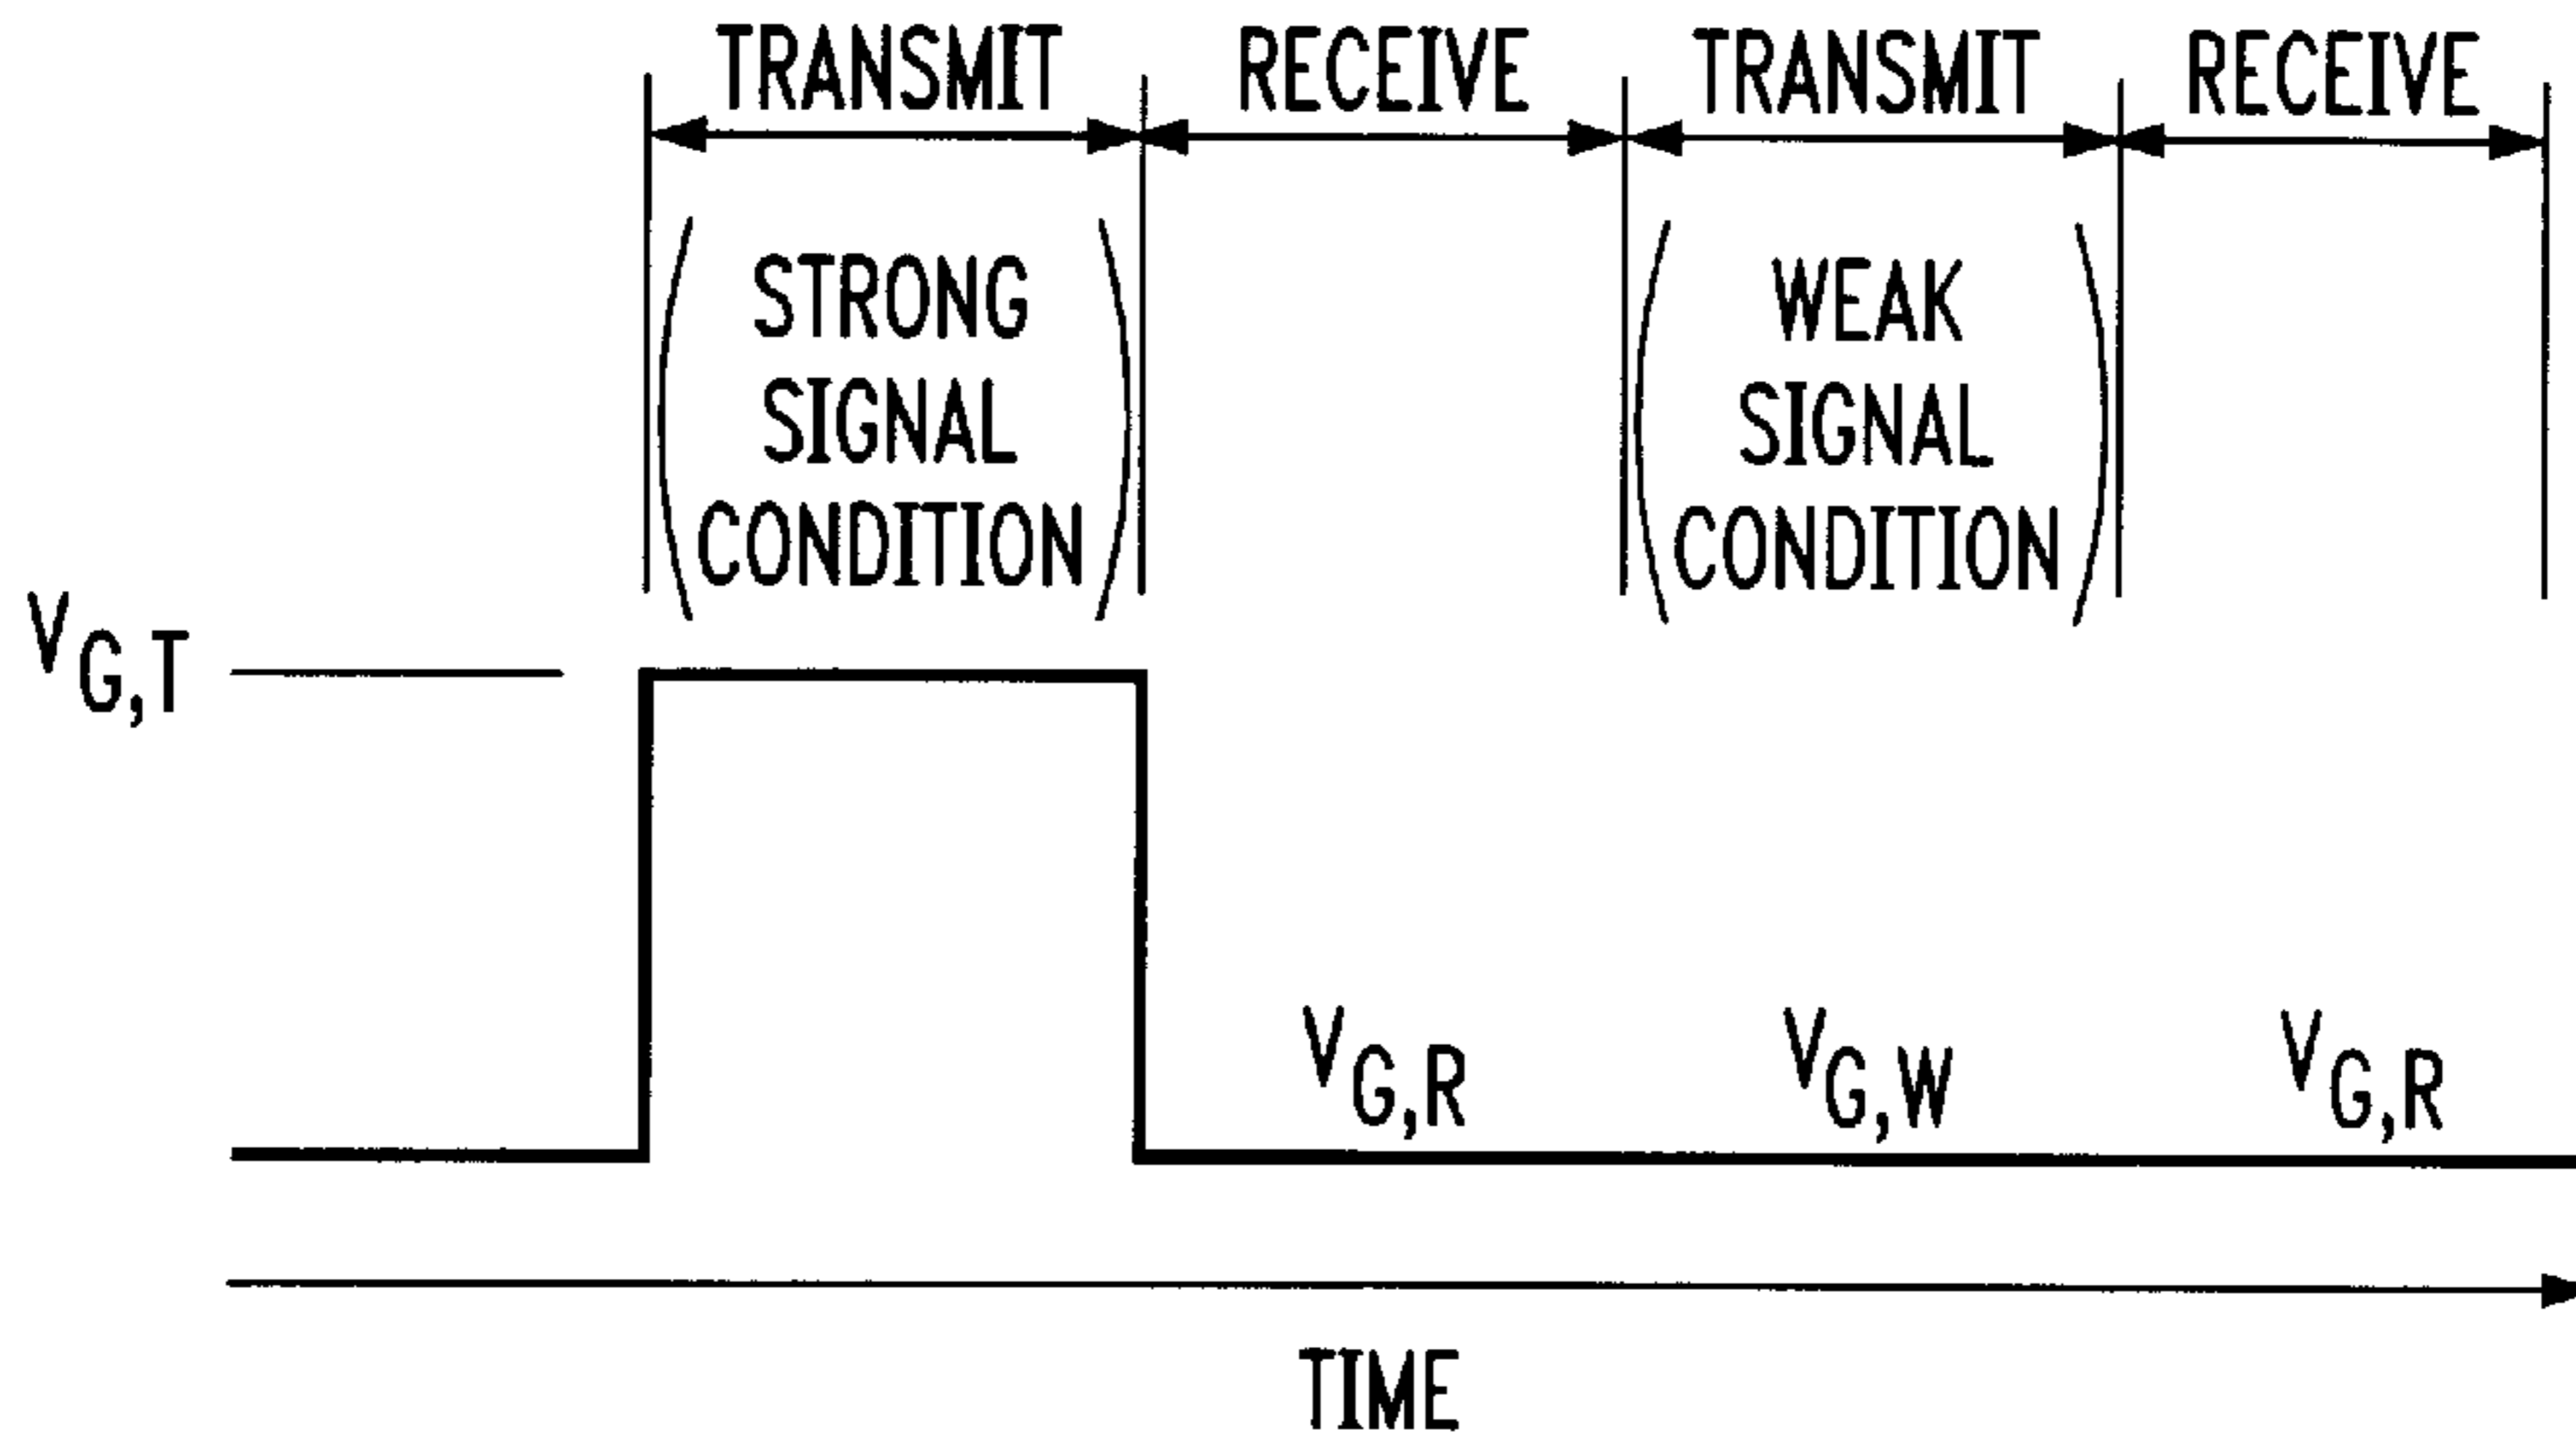 TRANSMIT RECEIVE TRANSMIT RECEIVE
STRONG
SIGNAL
CONDITION
WEAK
SIGNAL
CONDITION
VG,T
VG,R VG,W VG,R
TIME